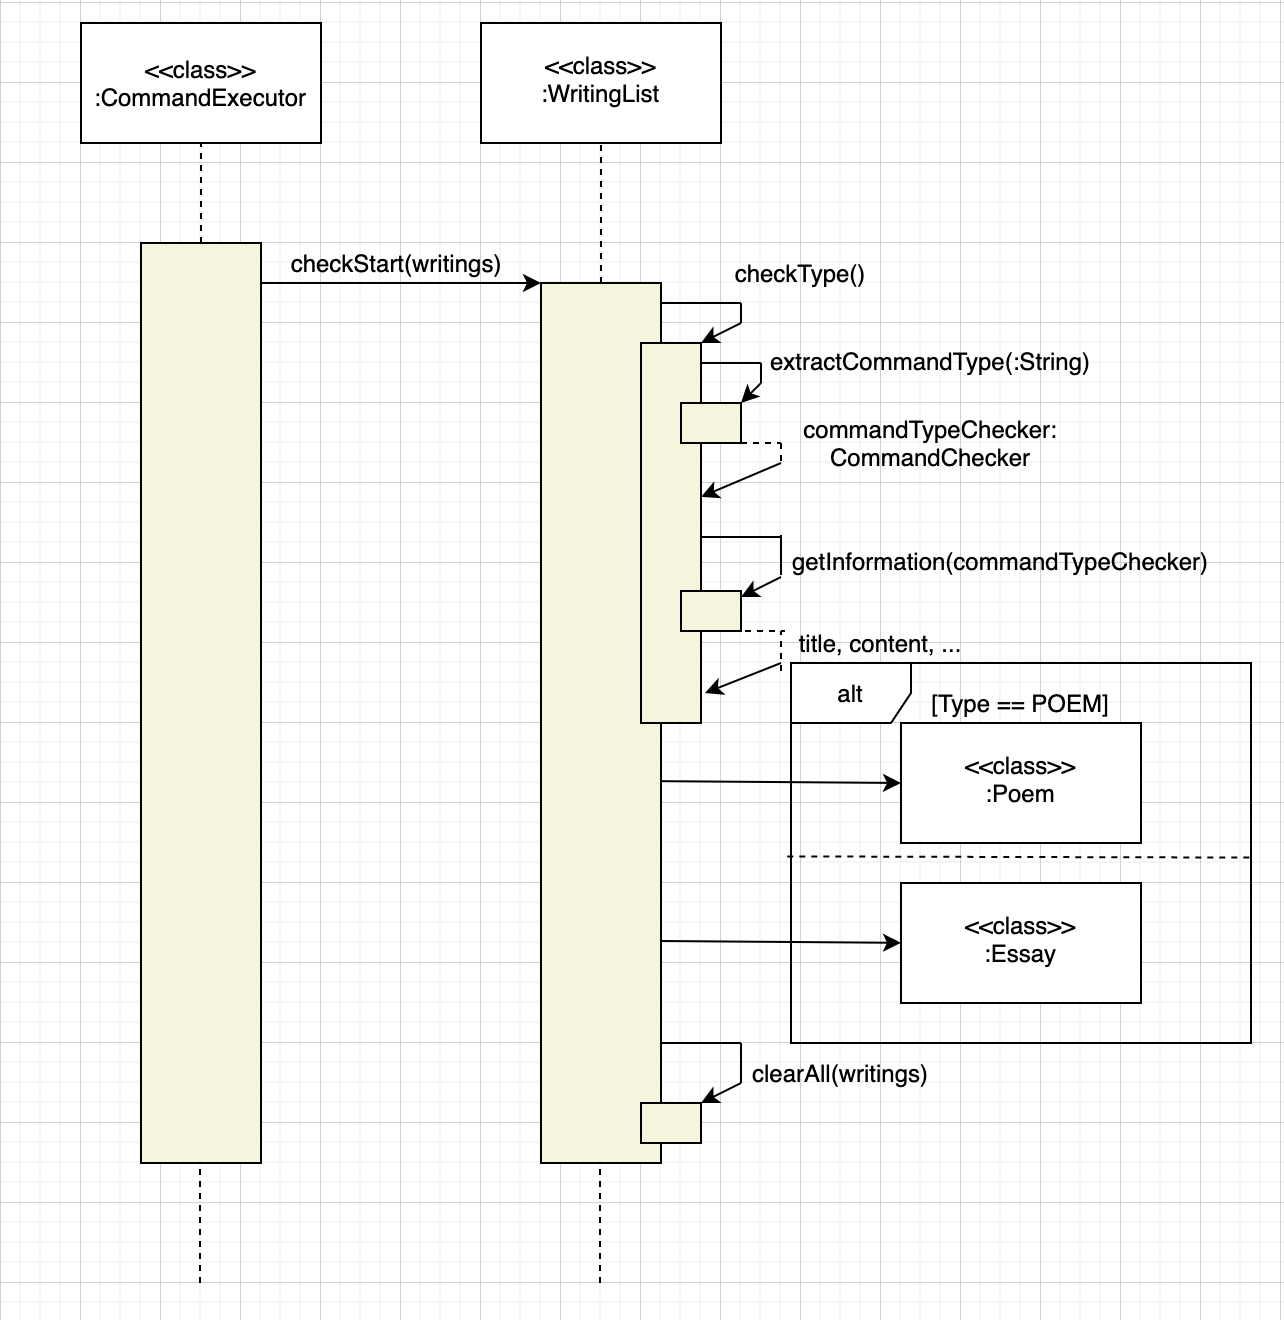 <<class>>
:CommandExecutor
<<class>>
:WritingList
checkStart(writings)
checkType()
extractCommandType(:String)
commandTypeChecker:
CommandChecker
getInformation(commandTypeChecker)
title, content, ...
alt
[Type == POEM]
<<class>>
:Poem
<<class>>
:Essay
clearAll(writings)